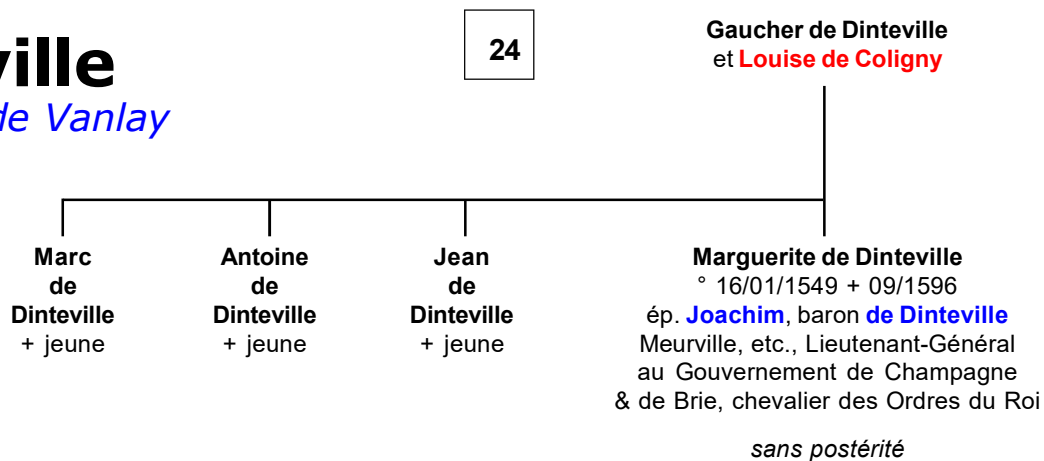 ville
de Vanlay
24
Gaucher de Dinteville
et Louise de Coligny
Marc
de
Dinteville
+ jeune
Antoine
de
Dinteville
+ jeune
Jean
de
Dinteville
+ jeune
Marguerite de Dinteville
° 16/01/1549 + 09/1596
ép. Joachim, baron de Dinteville
Meurville, etc., Lieutenant-Général
au Gouvernement de Champagne
& de Brie, chevalier des Ordres du Roi
sans postérité